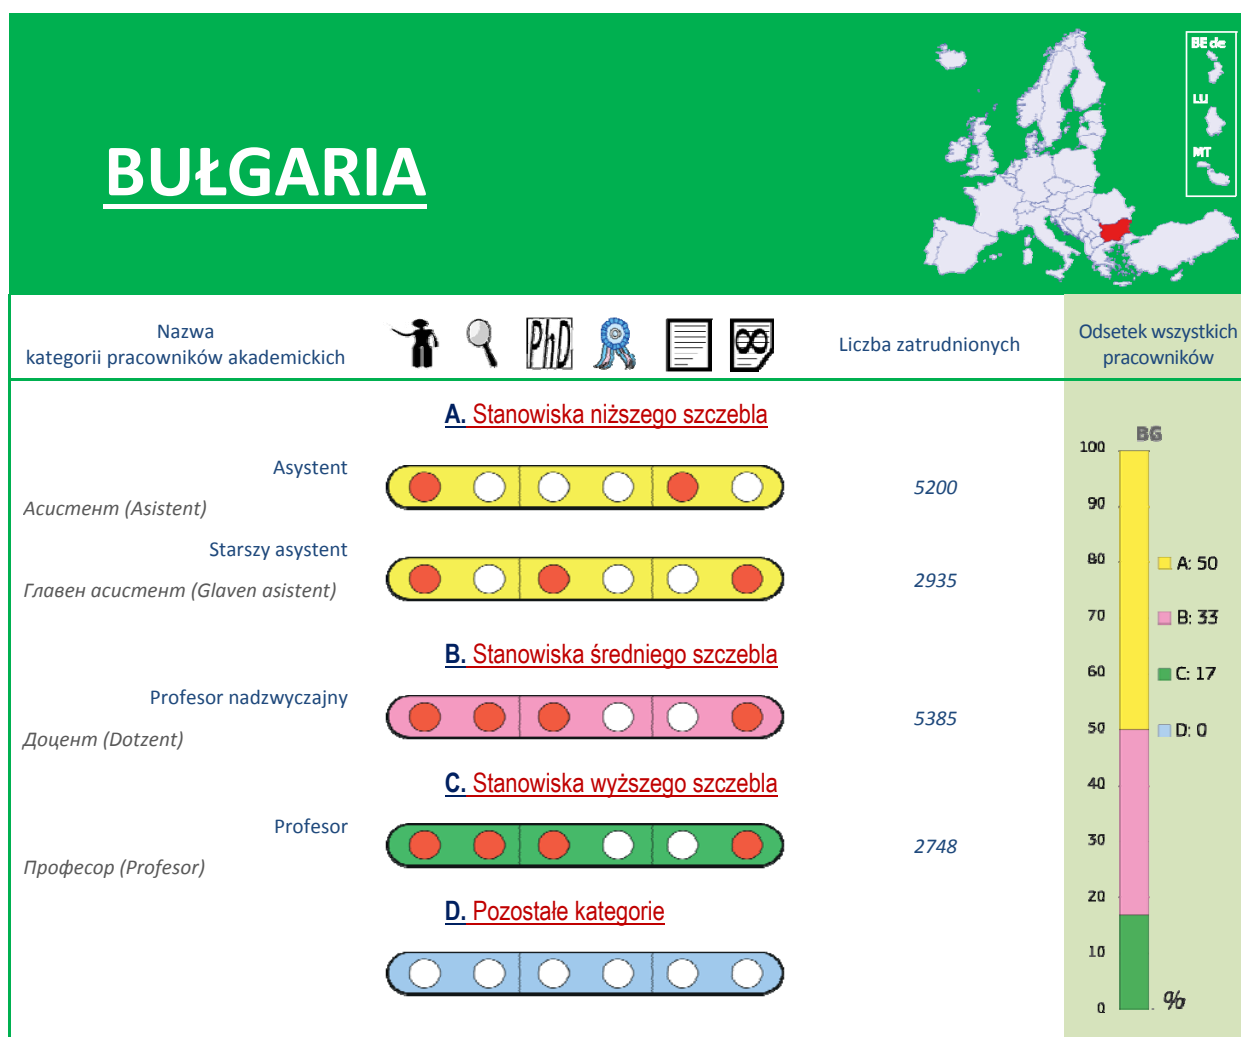 BUŁGARIA
BE de
LU
MT
Nazwa
kategorii pracowników akademickich
PhD
∞
Liczba zatrudnionych
Odsetek wszystkich
pracowników
A. Stanowiska niższego szczebla
Asystent
Асистент (Asistent)
5200
Starszy asystent
Главен асистент (Glaven asistent)
2935
B. Stanowiska średniego szczebla
Profesor nadzwyczajny
Доцент (Dotzent)
5385
C. Stanowiska wyższego szczebla
Profesor
Професор (Profesor)
2748
D. Pozostałe kategorie
BG
100
90
80
70
60
50
40
30
20
10
0
%
A: 50
B: 33
C: 17
D: 0